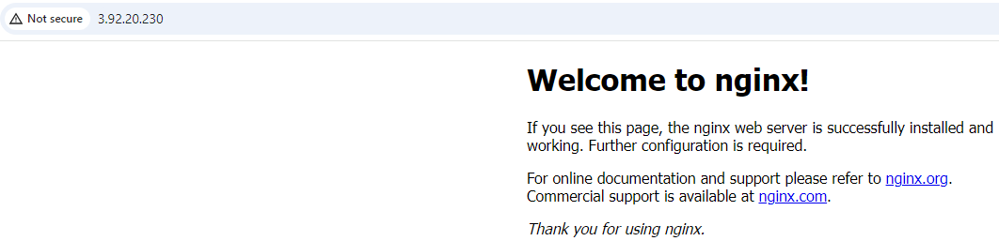 Not secure 3.92.20.230
Welcome to nginx!
If you see this page, the nginx web server is successfully installed and
working. Further configuration is required.
For online documentation and support please refer to nginx.org.
Commercial support is available at nginx.com.
Thank you for using nginx.